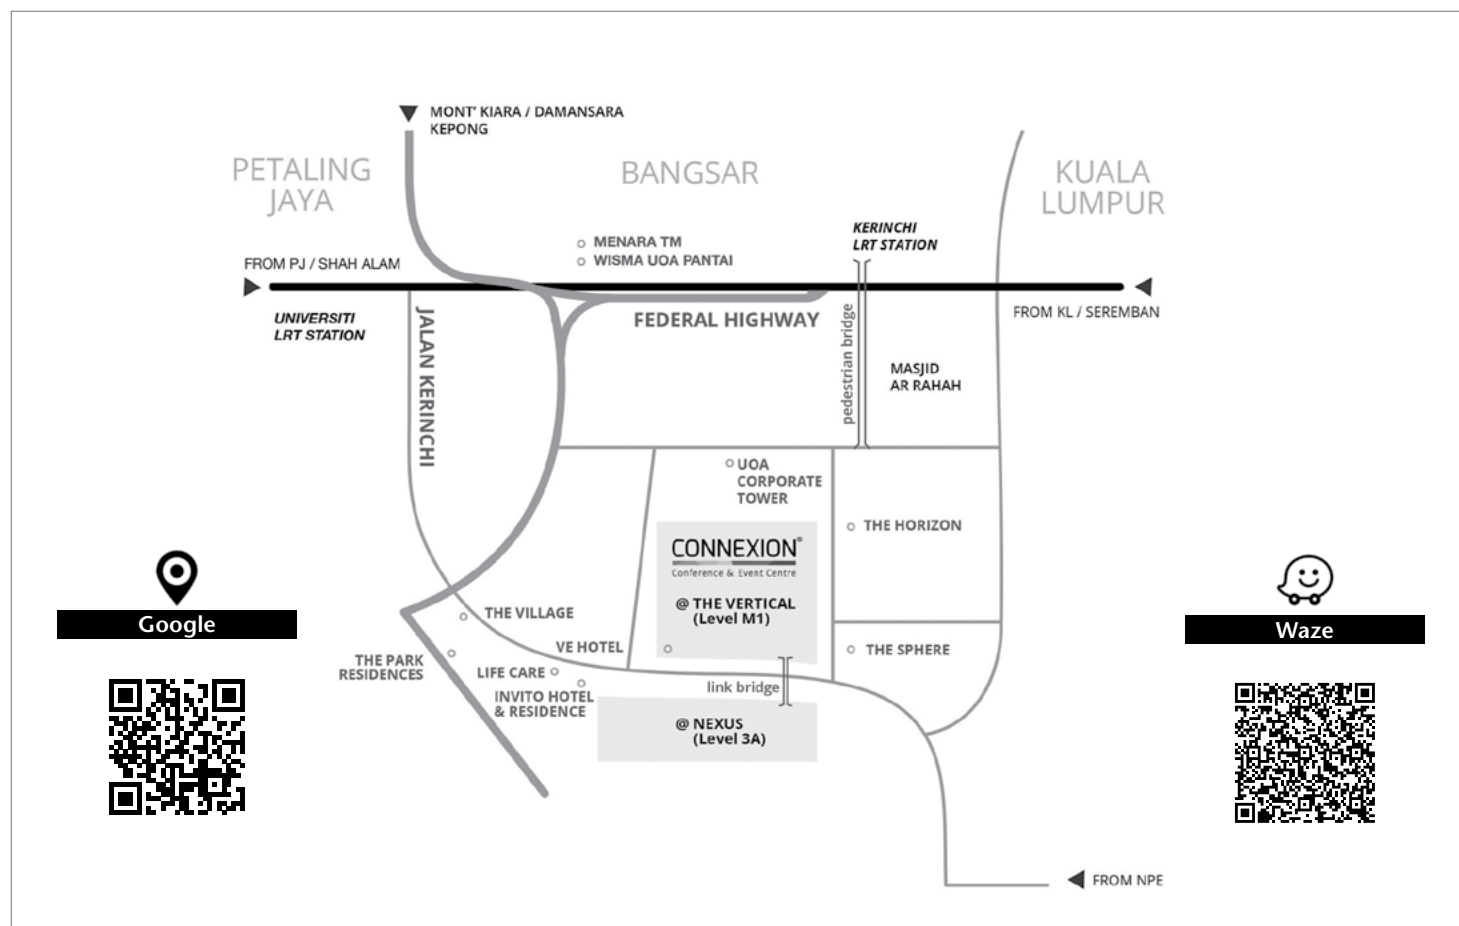 MONT' KIARA / DAMANSARA
KEPONG
PETALING
JAYA
BANGSAR
KUALA
LUMPUR
KERINCHI
LRT STATION
MENARA TM
WISMA UOA PANTAI
FROM PJ / SHAH ALAM
FROM KL / SEREMBAN
UNIVERSITI
LRT STATION
JALAN KERINCHI
FEDERAL HIGHWAY
pedestrian bridge
MASJID
AR RAHAH
UOA
CORPORATE
TOWER
THE HORIZON
CONNEXION®
Conference & Event Centre
@ THE VERTICAL
(Level M1)
THE VILLAGE
VE HOTEL
THE SPHERE
THE PARK
RESIDENCES
LIFE CARE
INVITO HOTEL
& RESIDENCE
link bridge
@ NEXUS
(Level 3A)
FROM NPE
Google
Waze